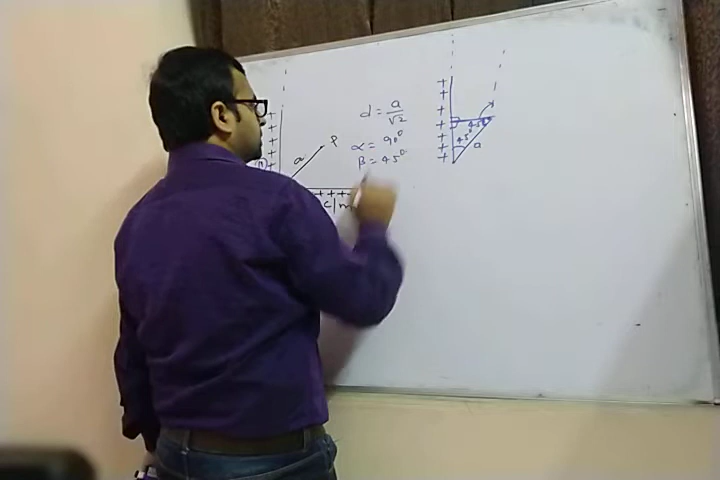 a P
C/m
d = a/√2
α = 90°
β = 45°
45°
45°
a